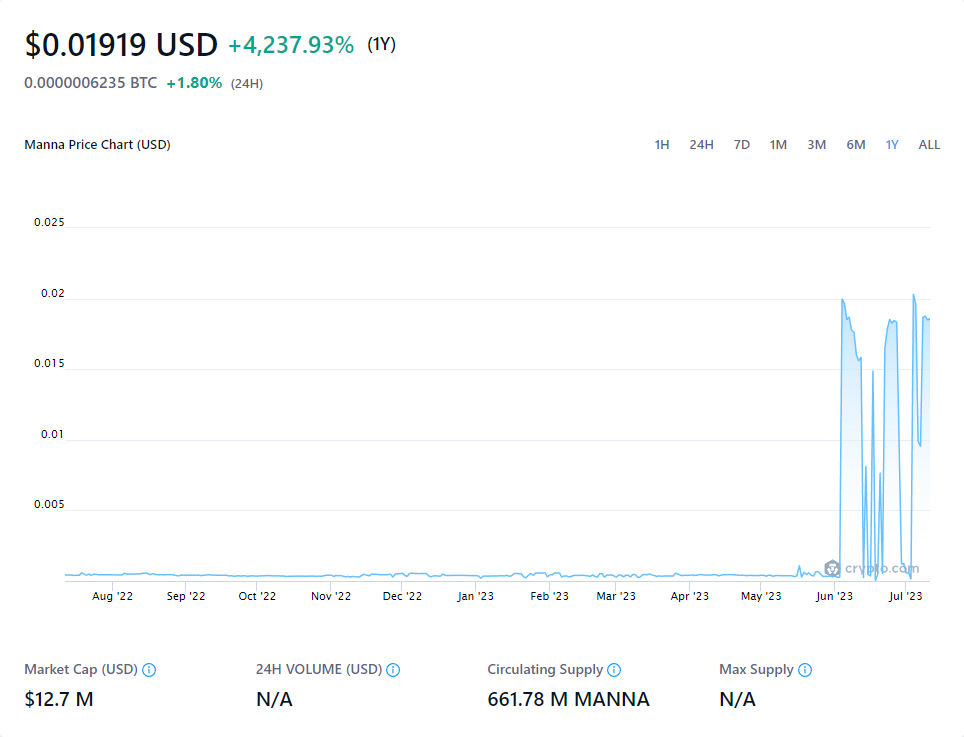 $0.01919 USD +4,237.93% (1Y)
0.0000006235 BTC +1.80% (24H)
Manna Price Chart (USD) 1H 24H 7D 1M 3M 6M 1Y ALL
0.025
0.02
0.015
0.01
0.005
crypto.com
Aug '22 Sep '22 Oct '22 Nov '22 Dec '22 Jan '23 Feb '23 Mar '23 Apr '23 May '23 Jun '23 Jul '23
Market Cap (USD) 24H VOLUME (USD) Circulating Supply Max Supply
$12.7 M N/A 661.78 M MANNA N/A